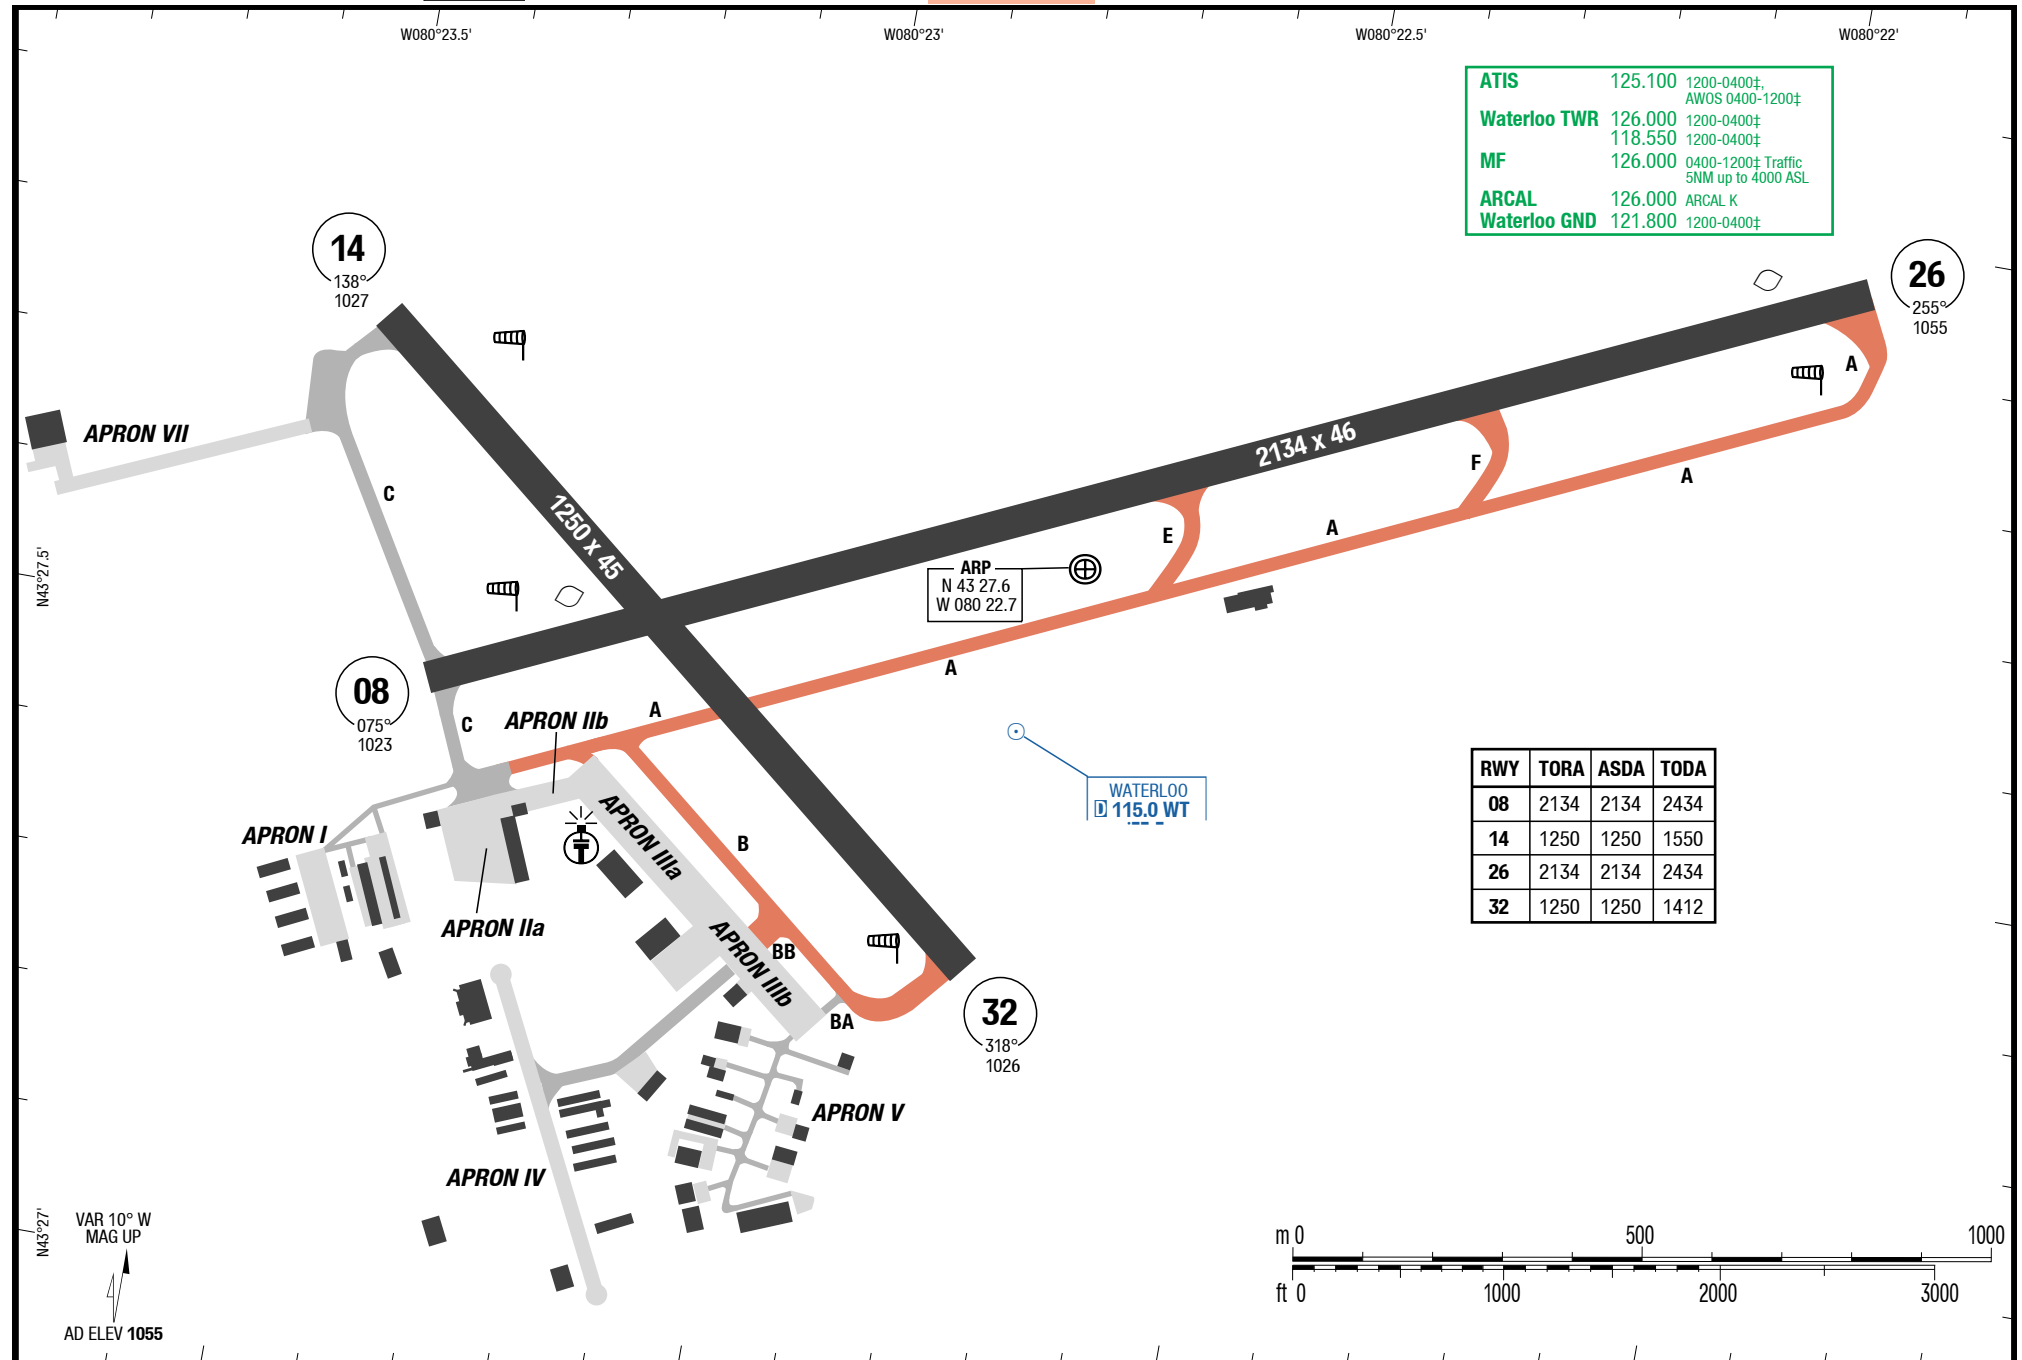 W080°23.5'
W080°23'
W080°22.5'
W080°22'
ATIS 125.100 1200-0400‡,
AWOS 0400-1200‡
Waterloo TWR 126.000 1200-0400‡
118.550 1200-0400‡
MF 126.000 0400-1200‡ Traffic
5NM up to 4000 ASL
ARCAL 126.000 ARCAL K
Waterloo GND 121.800 1200-0400‡
14
138°
1027
26
255°
1055
A
APRON VII
2134 x 46
F
A
C
1250 x 45
E
A
N43°27.5'
ARP
N 43 27.6
W 080 22.7
A
08
075°
1023
C
APRON IIb
A
WATERLOO
D 115.0 WT
RWY TORA ASDA TODA
08 2134 2134 2434
14 1250 1250 1550
26 2134 2134 2434
32 1250 1250 1412
APRON I
APRON IIIa
B
APRON IIa
APRON IIIb
BB
BA
32
318°
1026
APRON V
APRON IV
N43°27'
VAR 10° W
MAG UP
AD ELEV 1055
m 0 500 1000
ft 0 1000 2000 3000